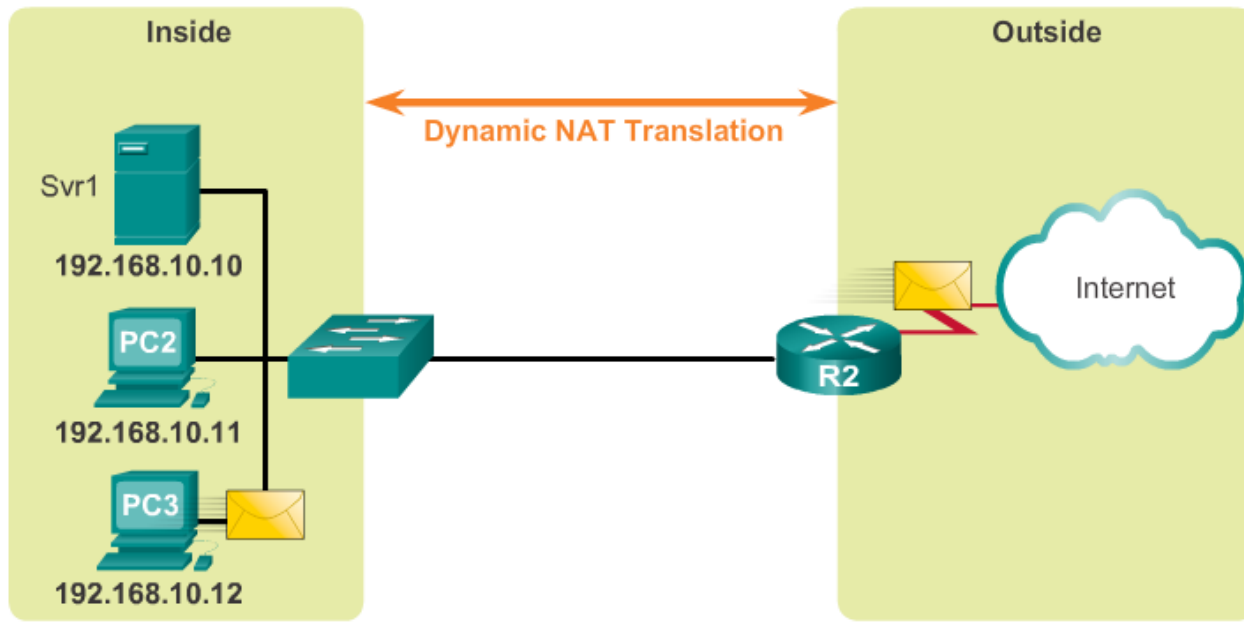 Inside
Outside
Dynamic NAT Translation
Svr1
192.168.10.10
PC2
192.168.10.11
PC3
192.168.10.12
R2
Internet